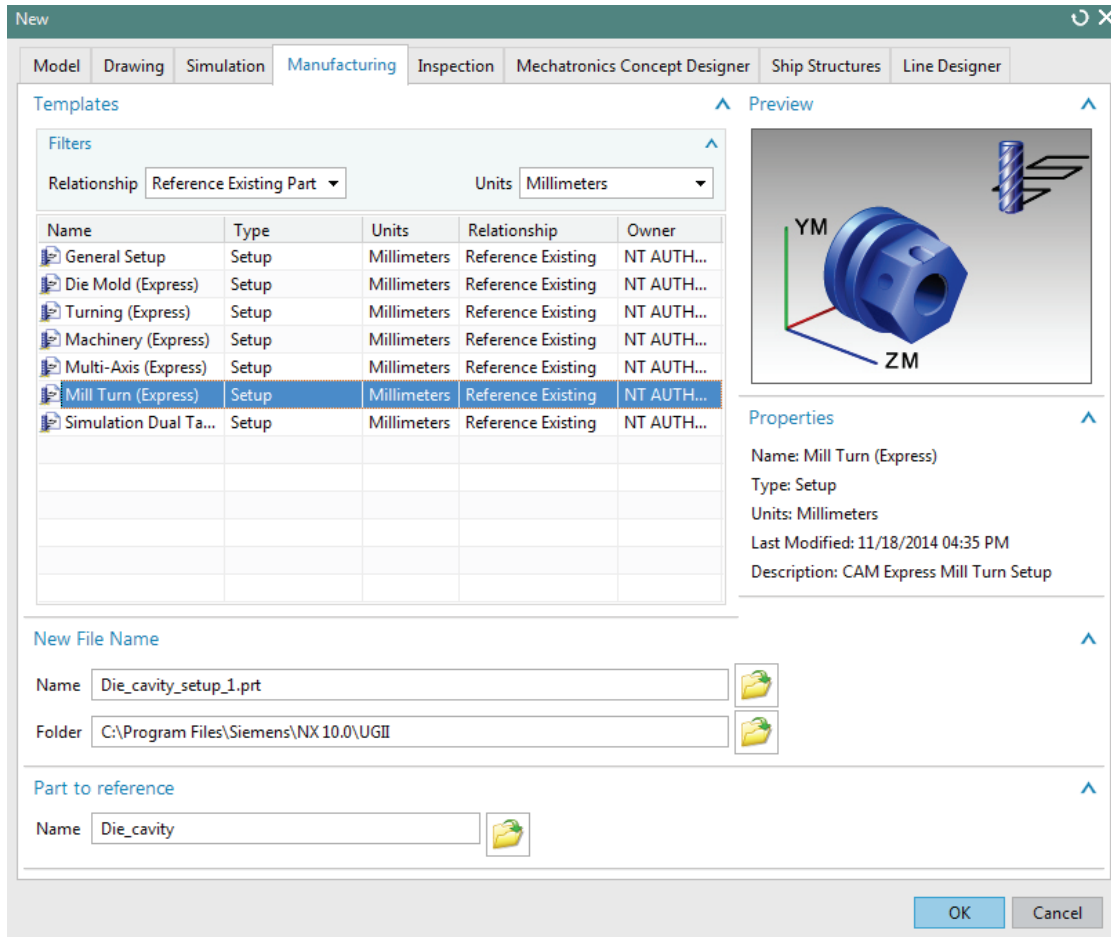 New
Model Drawing Simulation Manufacturing Inspection Mechatronics Concept Designer Ship Structures Line Designer
Templates
Filters
Relationship Reference Existing Part Units Millimeters
Name Type Units Relationship Owner
General Setup Setup Millimeters Reference Existing NT AUTH...
Die Mold (Express) Setup Millimeters Reference Existing NT AUTH...
Turning (Express) Setup Millimeters Reference Existing NT AUTH...
Machinery (Express) Setup Millimeters Reference Existing NT AUTH...
Multi-Axis (Express) Setup Millimeters Reference Existing NT AUTH...
Mill Turn (Express) Setup Millimeters Reference Existing NT AUTH...
Simulation Dual Ta... Setup Millimeters Reference Existing NT AUTH...
Preview
YM
ZM
Properties
Name: Mill Turn (Express)
Type: Setup
Units: Millimeters
Last Modified: 11/18/2014 04:35 PM
Description: CAM Express Mill Turn Setup
New File Name
Name Die_cavity_setup_1.prt
Folder C:\Program Files\Siemens\NX 10.0\UGII
Part to reference
Name Die_cavity
OK Cancel